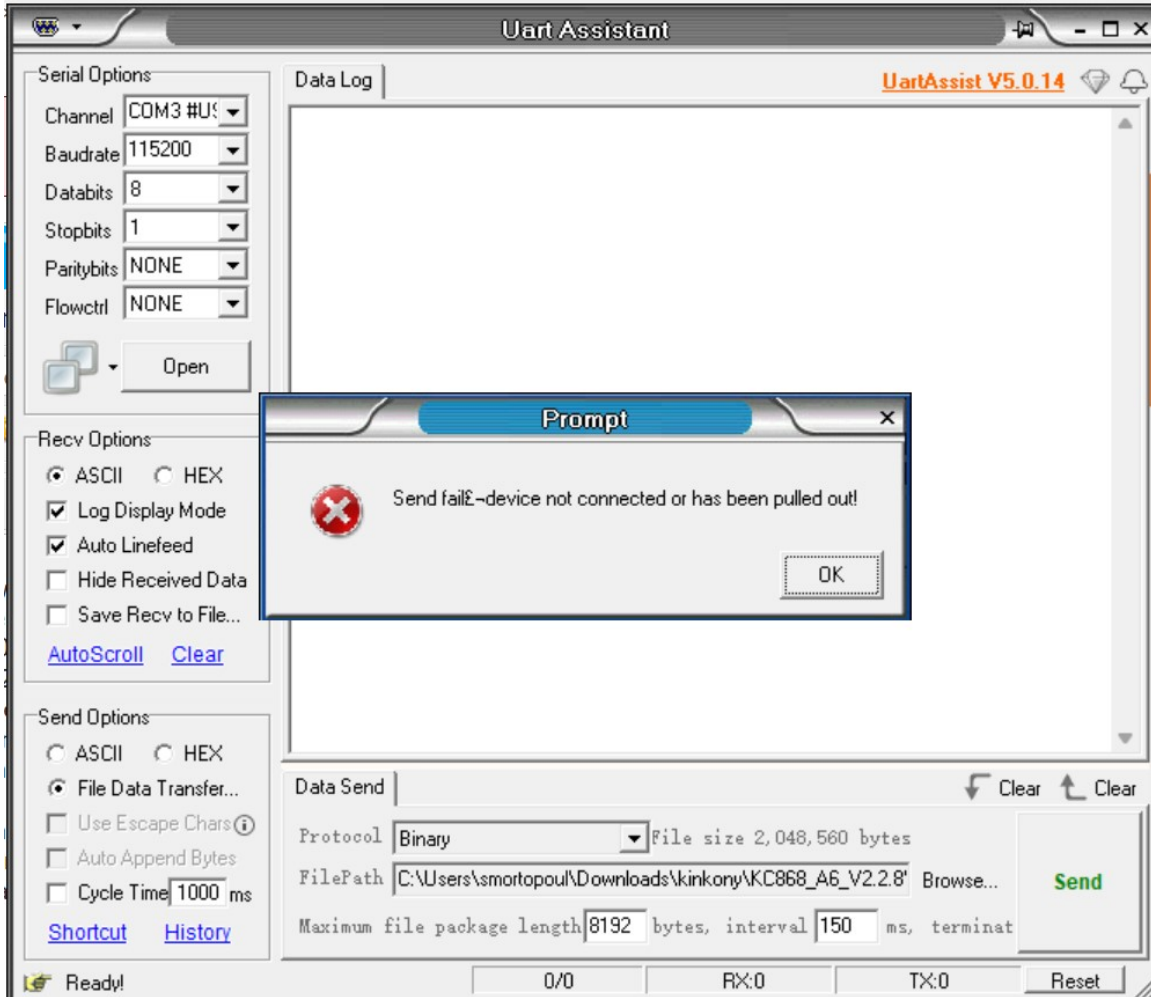 Uart Assistant
Serial Options
Channel COM3 #US
Baudrate 115200
Databits 8
Stopbits 1
Paritybits NONE
Flowctrl NONE
Open
Recv Options
ASCII HEX
Log Display Mode
Auto Linefeed
Hide Received Data
Save Recv to File...
AutoScroll Clear
Send Options
ASCII HEX
File Data Transfer...
Use Escape Chars
Auto Append Bytes
Cycle Time 1000 ms
Shortcut History
Data Log UartAssist V5.0.14
Prompt
Send fail£¬device not connected or has been pulled out!
OK
Data Send Clear Clear
Protocol Binary File size 2,048,560 bytes
FilePath C:\Users\smortopoul\Downloads\kinkony\KC868_A6_V2.2.8 Browse...
Maximum file package length 8192 bytes, interval 150 ms, terminat
Send
Ready! 0/0 RX:0 TX:0 Reset